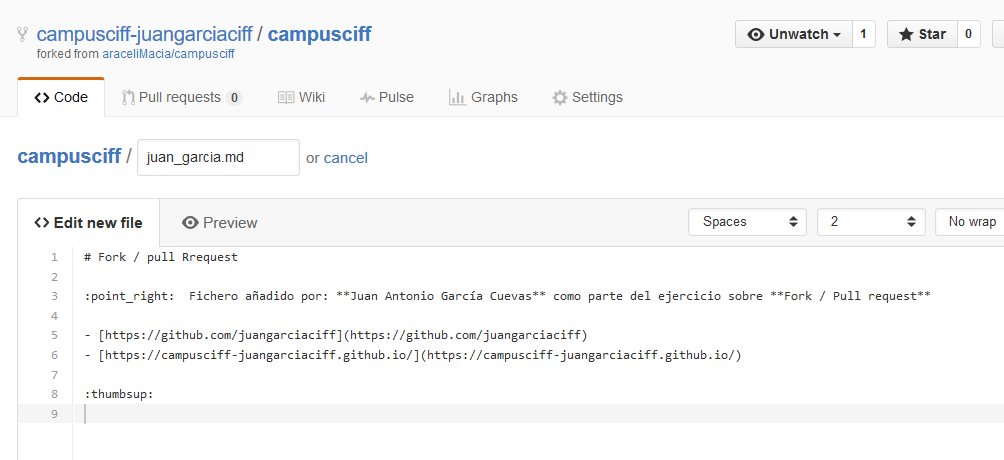 campusciff-juangarciaciff / campusciff
Unwatch 1 Star 0
forked from araceliMacia/campusciff
Code Pull requests 0 Wiki Pulse Graphs Settings
campusciff / juan_garcia.md or cancel
Edit new file Preview Spaces 2 No wrap
1 # Fork / pull Rrequest
2
3 :point_right:  Fichero añadido por: **Juan Antonio García Cuevas** como parte del ejercicio sobre **Fork / Pull request**
4
5 - [https://github.com/juangarciaciff](https://github.com/juangarciaciff)
6 - [https://campusciff-juangarciaciff.github.io/](https://campusciff-juangarciaciff.github.io/)
7
8 :thumbsup:
9